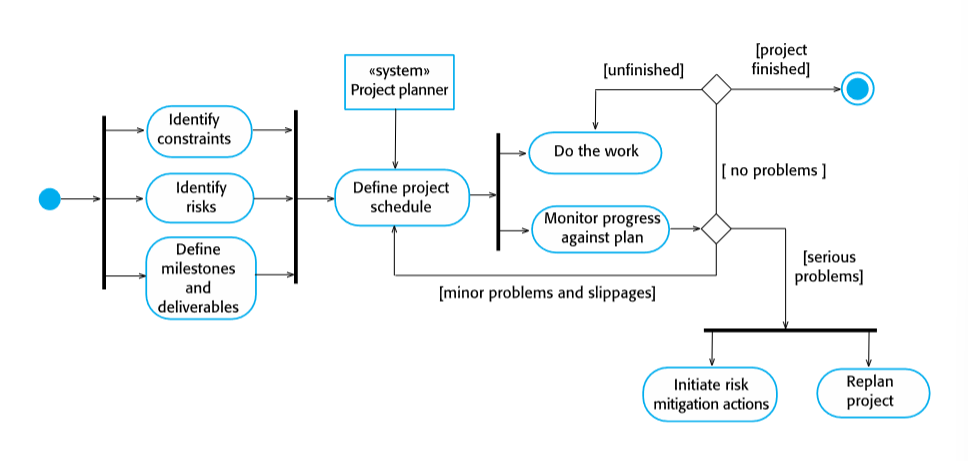 Identify
constraints
Identify
risks
Define
milestones
and
deliverables
«system»
Project planner
Define project
schedule
[unfinished]
[project
finished]
Do the work
[ no problems ]
Monitor progress
against plan
[minor problems and slippages]
[serious
problems]
Initiate risk
mitigation actions
Replan
project